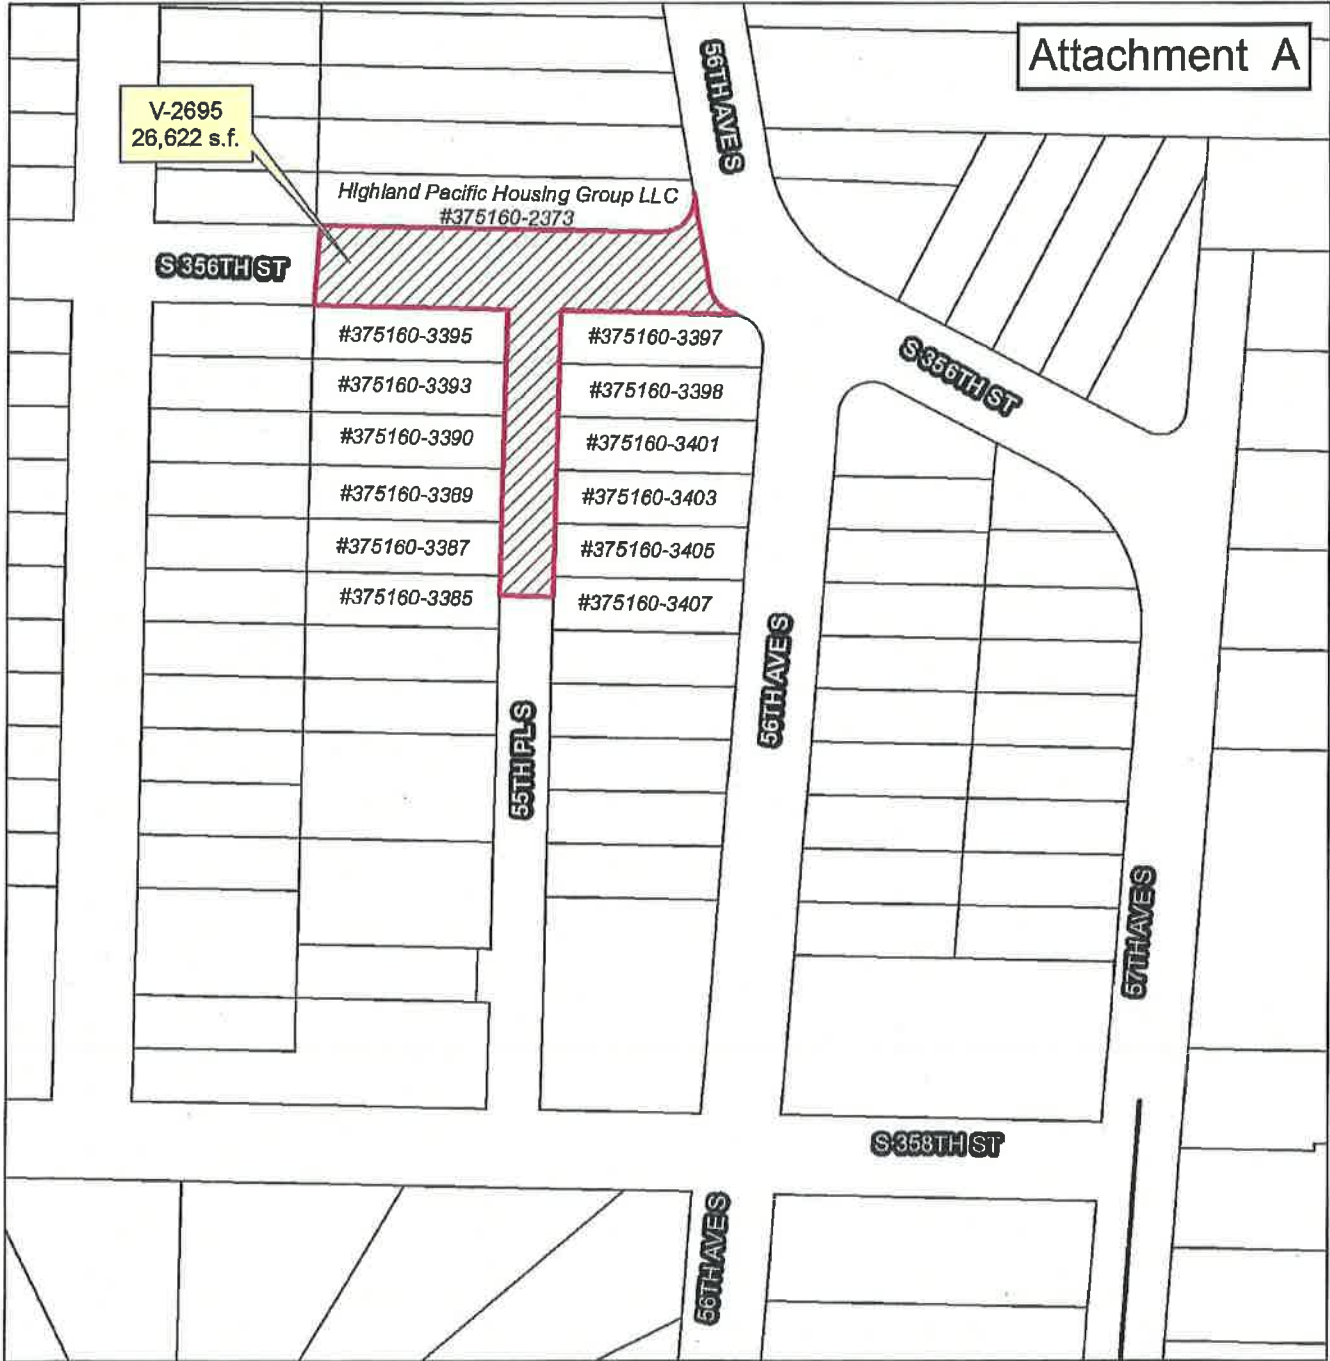 Attachment A
56TH AVE S
V-2695
26,622 s.f.
Highland Pacific Housing Group LLC
#375160-2373
S 356TH ST
#375160-3395
#375160-3397
S 356TH ST
#375160-3393
#375160-3398
#375160-3390
#375160-3401
#375160-3389
#375160-3403
#375160-3387
#375160-3405
#375160-3385
#375160-3407
56TH AVE S
55TH PL S
57TH AVE S
S 358TH ST
56TH AVE S